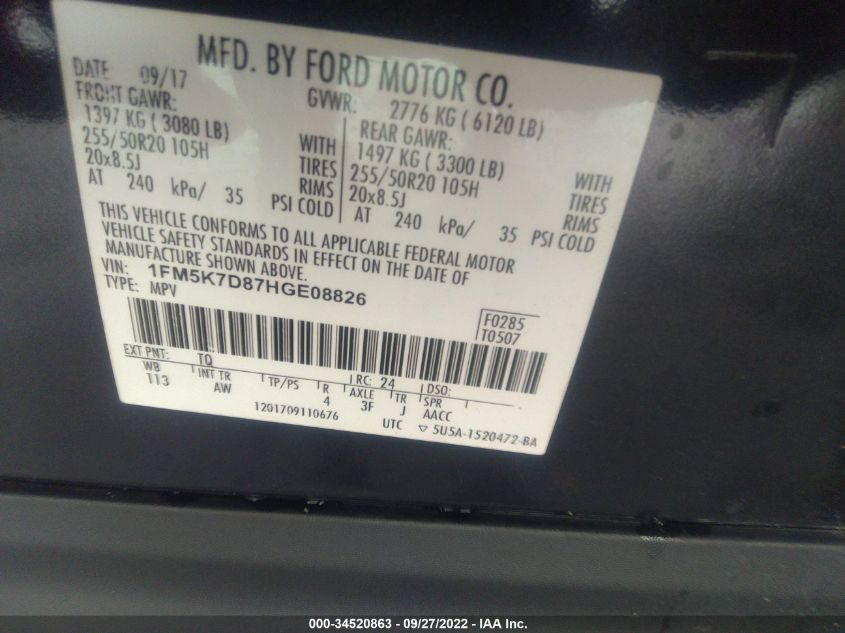 MFD. BY FORD MOTOR CO.
DATE 09/17 GVWR: 2776 KG ( 6120 LB)
FRONT GAWR: REAR GAWR:
1397 KG ( 3080 LB) WITH 1497 KG ( 3300 LB) WITH
255/50R20 105H TIRES 255/50R20 105H TIRES
20x8.5J RIMS 20x8.5J RIMS
AT 240 kPa/ 35 PSI COLD AT 240 kPa/ 35 PSI COLD
THIS VEHICLE CONFORMS TO ALL APPLICABLE FEDERAL MOTOR
VEHICLE SAFETY STANDARDS IN EFFECT ON THE DATE OF
MANUFACTURE SHOWN ABOVE.
VIN: 1FM5K7D87HGE08826
TYPE: MPV
F0285
T0507
EXT PNT: TQ RC: 24 DSO:
WB INT TR TP/PS R AXLE TR SPR
113 AW 4 3F J AACC
1201709110676 UTC ▽ 5U5A-1520472-BA
000-34520863 - 09/27/2022 - IAA Inc.